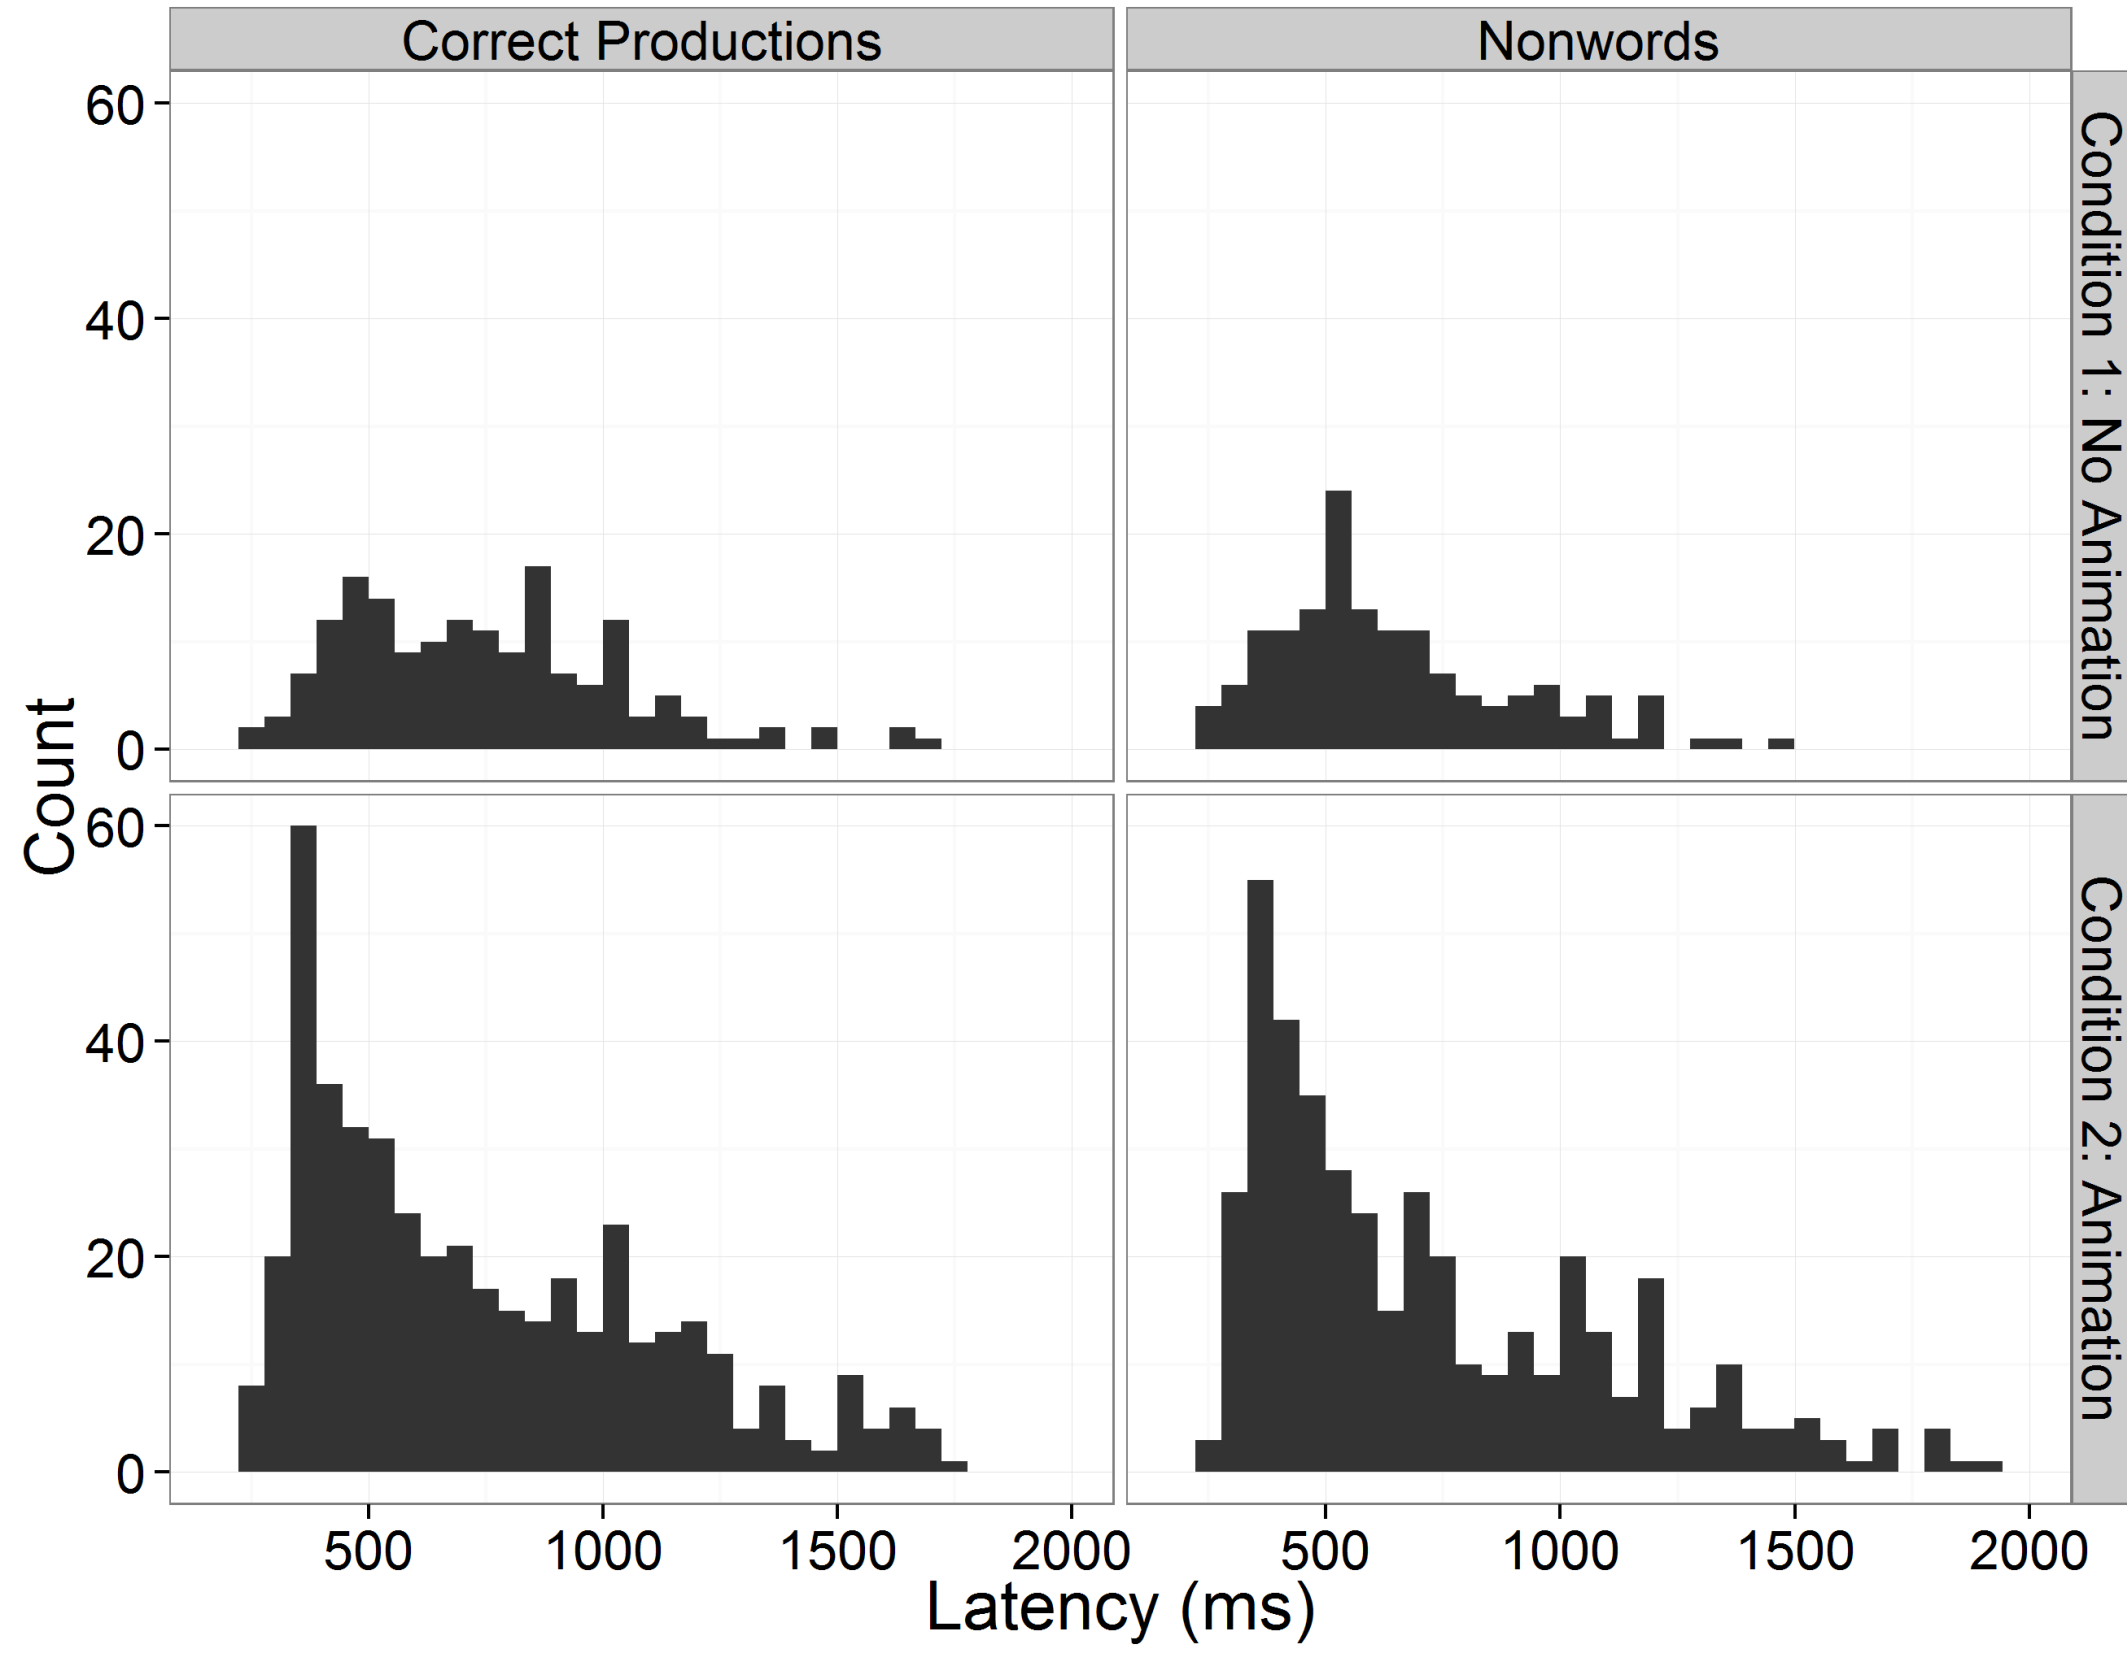 Correct Productions
Nonwords
60
40
20
0
Condition 1: No Animation
Count
60
40
20
0
Condition 2: Animation
500 1000 1500 2000
500 1000 1500 2000
Latency (ms)